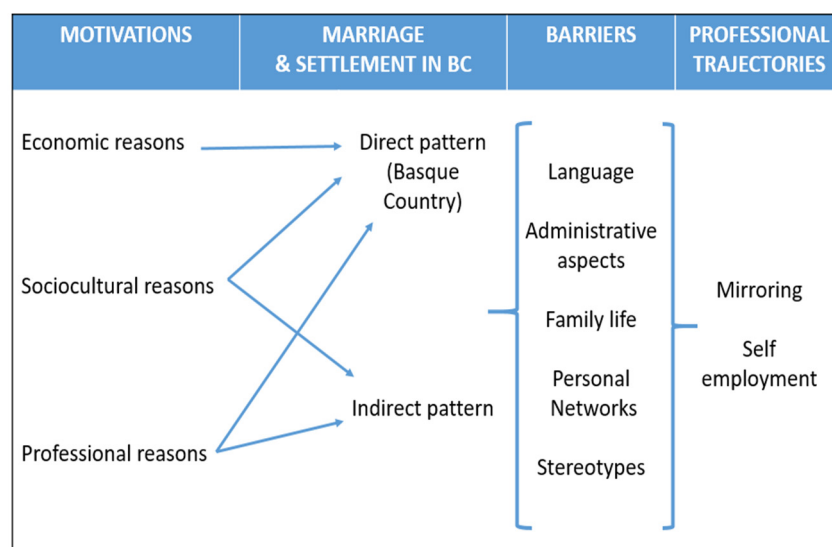 MOTIVATIONS
MARRIAGE
& SETTLEMENT IN BC
BARRIERS
PROFESSIONAL
TRAJECTORIES
Economic reasons
Sociocultural reasons
Professional reasons
Direct pattern
(Basque
Country)
Indirect pattern
Language
Administrative
aspects
Family life
Personal
Networks
Stereotypes
Mirroring
Self
employment